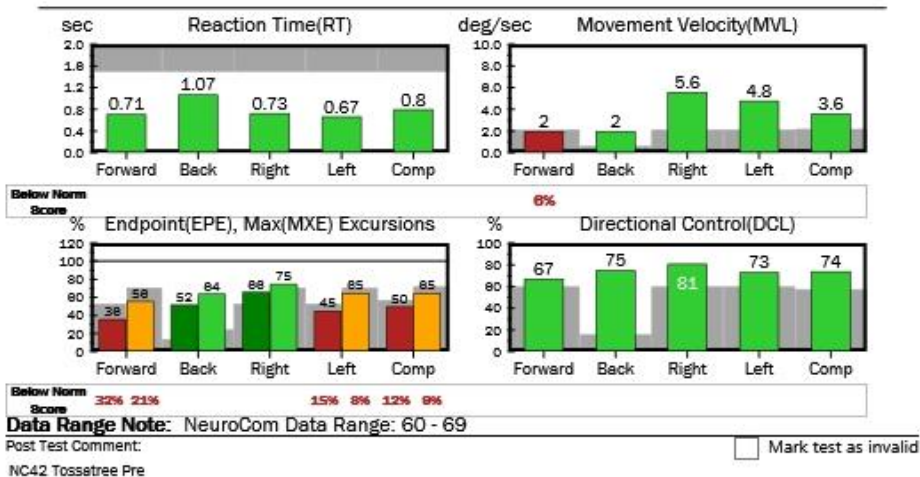 sec Reaction Time(RT) deg/sec Movement Velocity(MVL)
2.0 10.0
1.6 8.0
1.2 6.0
0.8 4.0
0.4 2.0
0.0 0.0
0.71 1.07 0.73 0.67 0.8 2 2 5.6 4.8 3.6
Forward Back Right Left Comp Forward Back Right Left Comp
Below Norm
Score
6%
% Endpoint(EPE), Max(MXE) Excursions % Directional Control(DCL)
120 100
100 80
80 60
60 40
40 20
20 0
0
36 56 52 64 66 75 45 65 50 65 67 75 81 73 74
Forward Back Right Left Comp Forward Back Right Left Comp
Below Norm
Score
32% 21% 15% 8% 12% 9%
Data Range Note: NeuroCom Data Range: 60 - 69
Post Test Comment: Mark test as invalid
NC42 Tossatree Pre